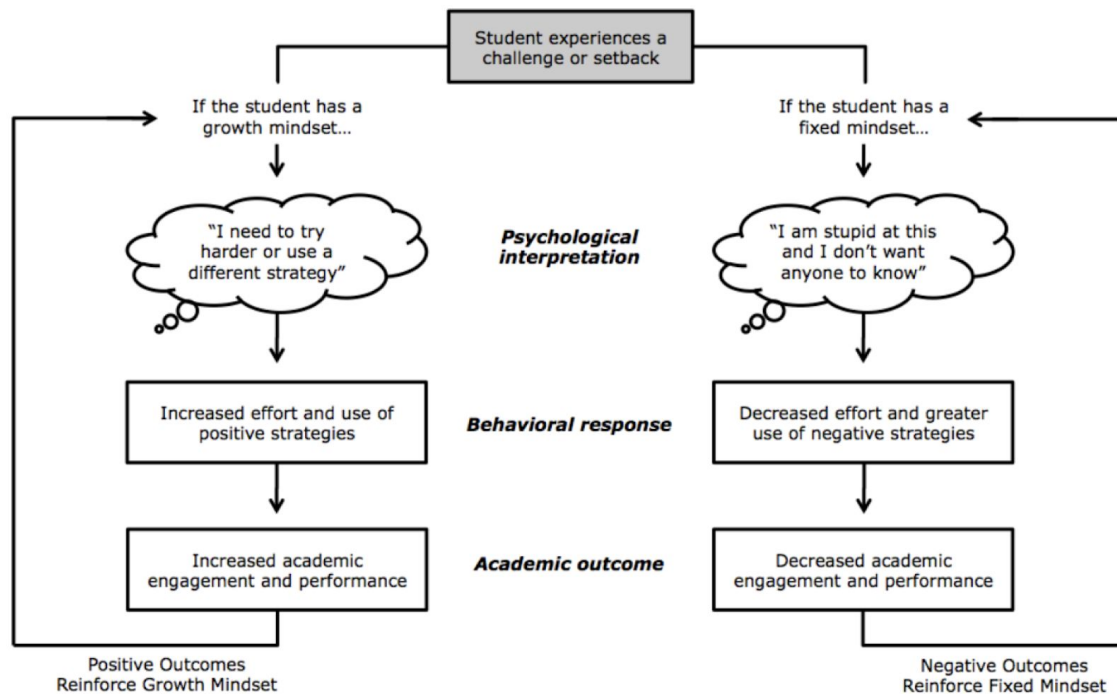 Student experiences a
challenge or setback
If the student has a
growth mindset...
If the student has a
fixed mindset...
“I need to try
harder or use a
different strategy”
Psychological
interpretation
“I am stupid at this
and I don’t want
anyone to know”
Increased effort and use of
positive strategies
Behavioral response
Decreased effort and greater
use of negative strategies
Increased academic
engagement and performance
Academic outcome
Decreased academic
engagement and performance
Positive Outcomes
Reinforce Growth Mindset
Negative Outcomes
Reinforce Fixed Mindset